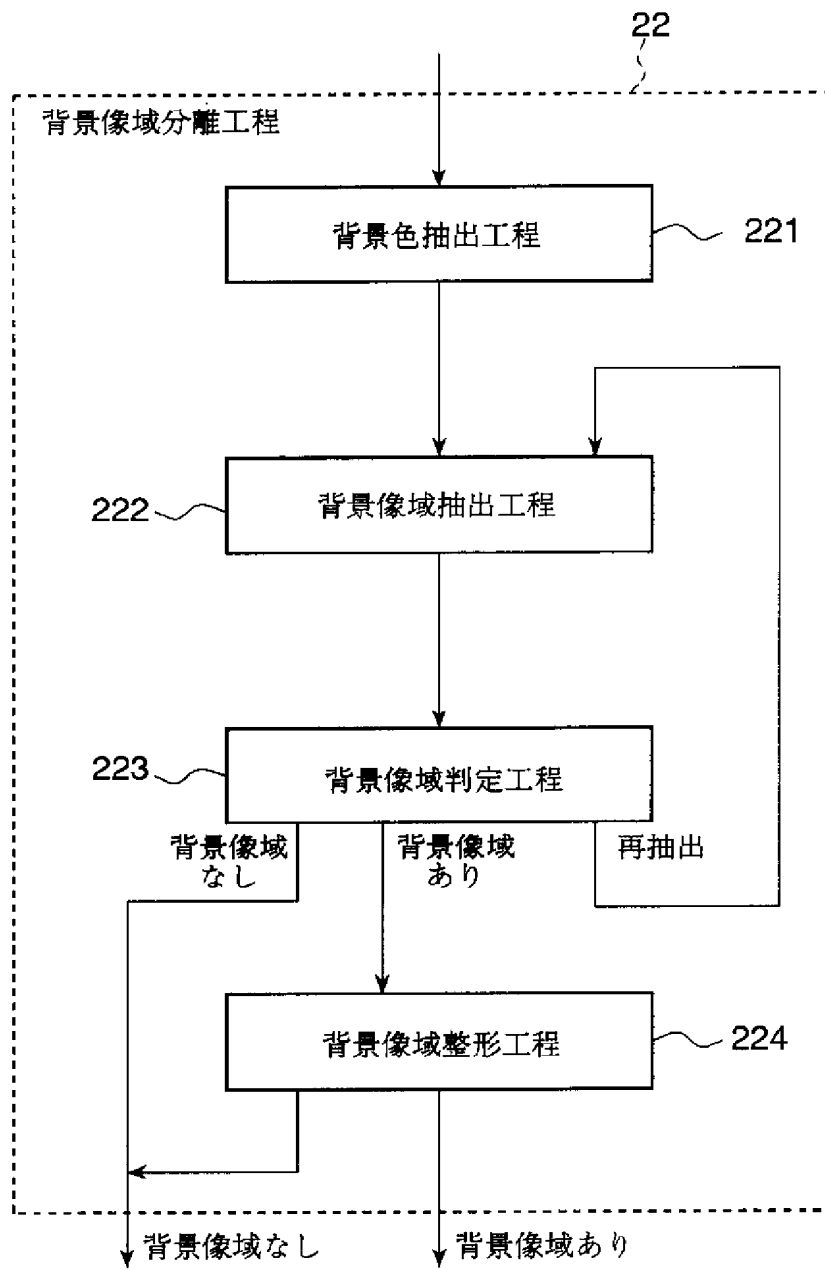 22
背景像域分離工程
背景色抽出工程
221
222
背景像域抽出工程
223
背景像域判定工程
背景像域
なし
背景像域
あり
再抽出
背景像域整形工程
224
背景像域なし
背景像域あり